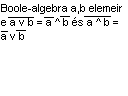 Boole-algebra a,b elemeir
e a̅ ̅v̅ ̅b̅ = a̅ ^ b̅ és a̅ ̅^̅ ̅b̅ =
a̅ v b̅